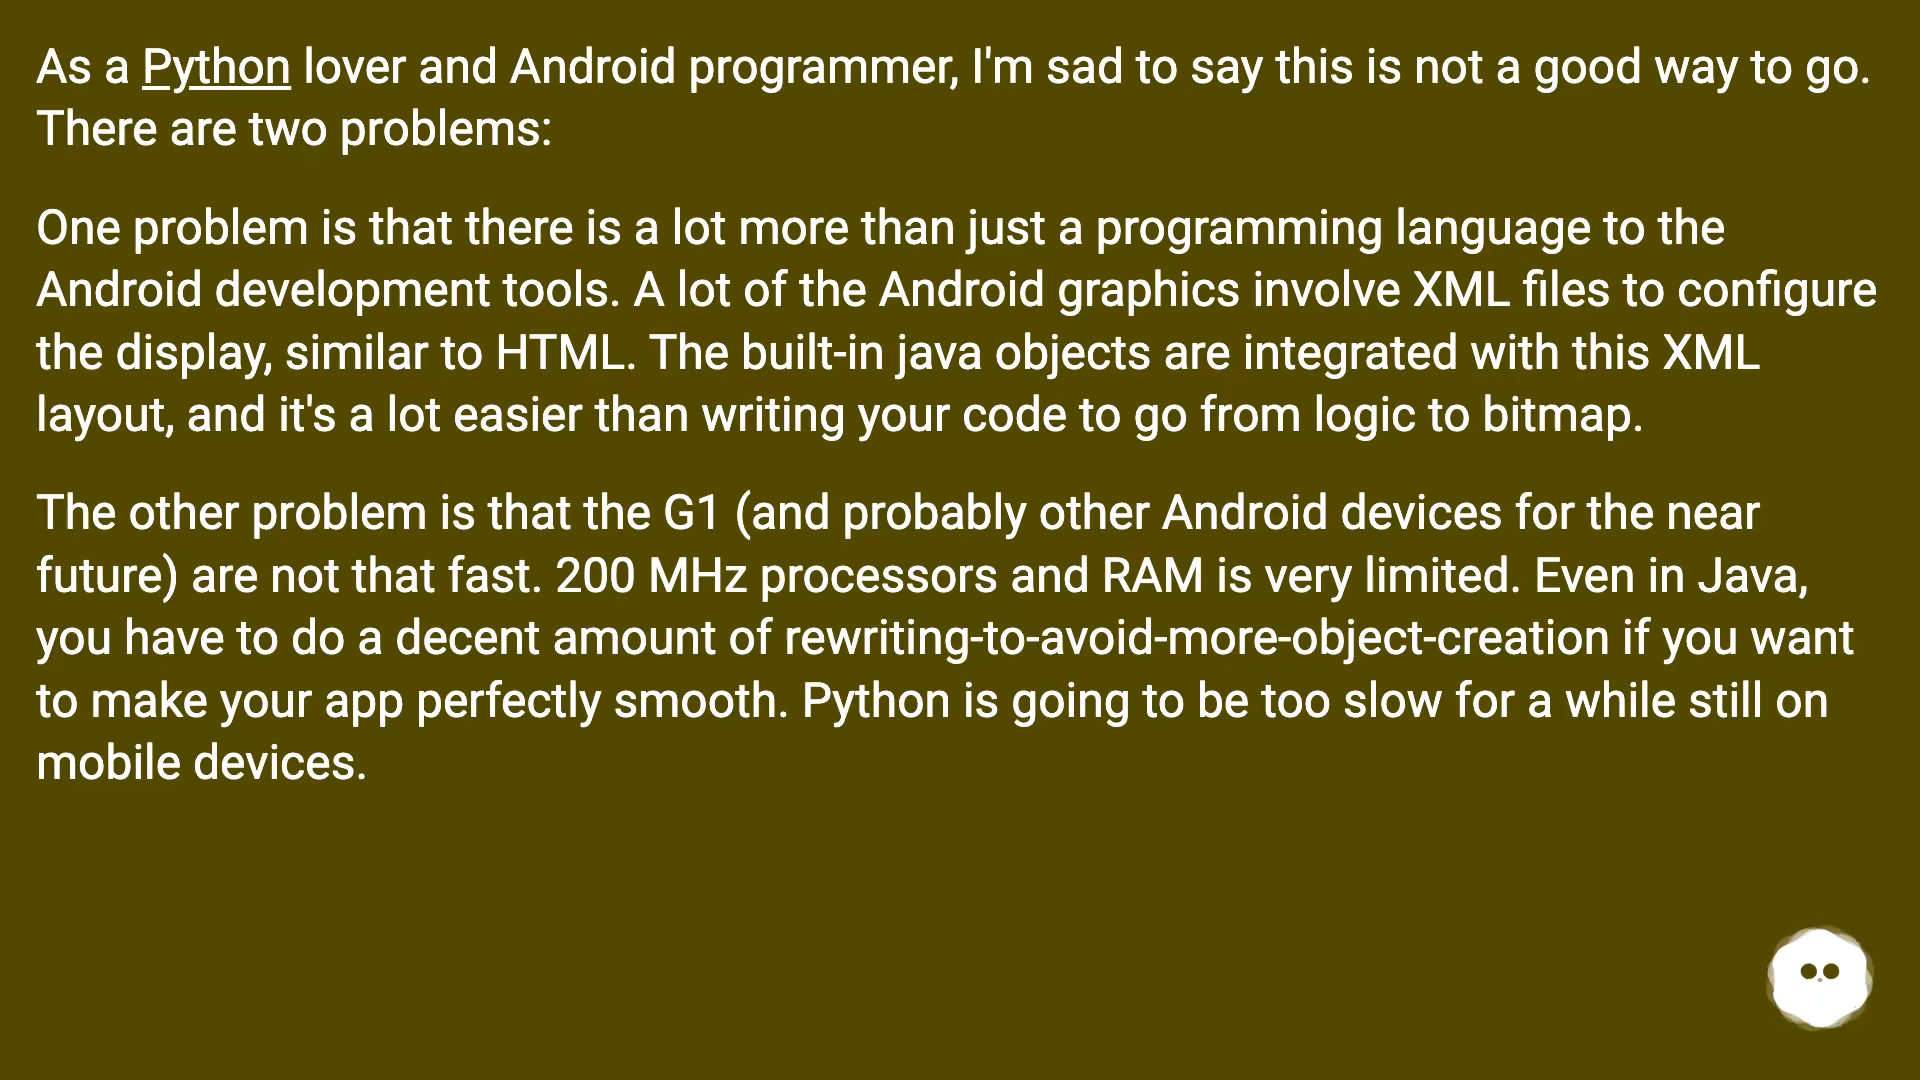 As a Python lover and Android programmer, I'm sad to say this is not a good way to go.
There are two problems:
One problem is that there is a lot more than just a programming language to the
Android development tools. A lot of the Android graphics involve XML files to configure
the display, similar to HTML. The built-in java objects are integrated with this XML
layout, and it's a lot easier than writing your code to go from logic to bitmap.
The other problem is that the G1 (and probably other Android devices for the near
future) are not that fast. 200 MHz processors and RAM is very limited. Even in Java,
you have to do a decent amount of rewriting-to-avoid-more-object-creation if you want
to make your app perfectly smooth. Python is going to be too slow for a while still on
mobile devices.